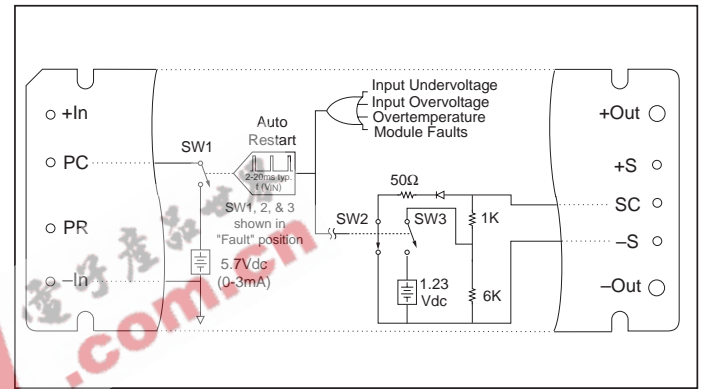 +In
PC
PR
–In
SW1
Auto
Restart
2-20ms typ.
f (VIN)
SW1, 2, & 3
shown in
"Fault" position
5.7Vdc
(0-3mA)
Input Undervoltage
Input Overvoltage
Overtemperature
Module Faults
50Ω
SW2
SW3
1K
1.23
Vdc
6K
+Out
+S
SC
–S
–Out
.com.cn